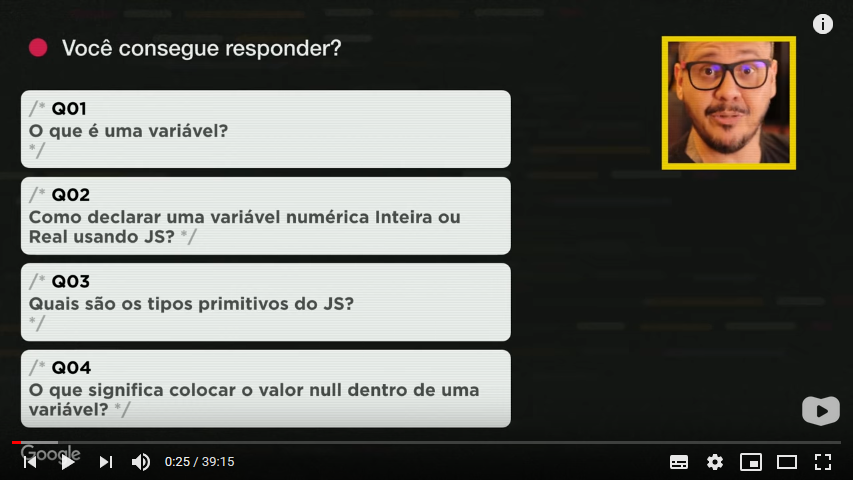 Você consegue responder?
/* Q01
O que é uma variável?
*/
/* Q02
Como declarar uma variável numérica Inteira ou
Real usando JS? */
/* Q03
Quais são os tipos primitivos do JS?
*/
/* Q04
O que significa colocar o valor null dentro de uma
variável? */
Google
0:25 / 39:15